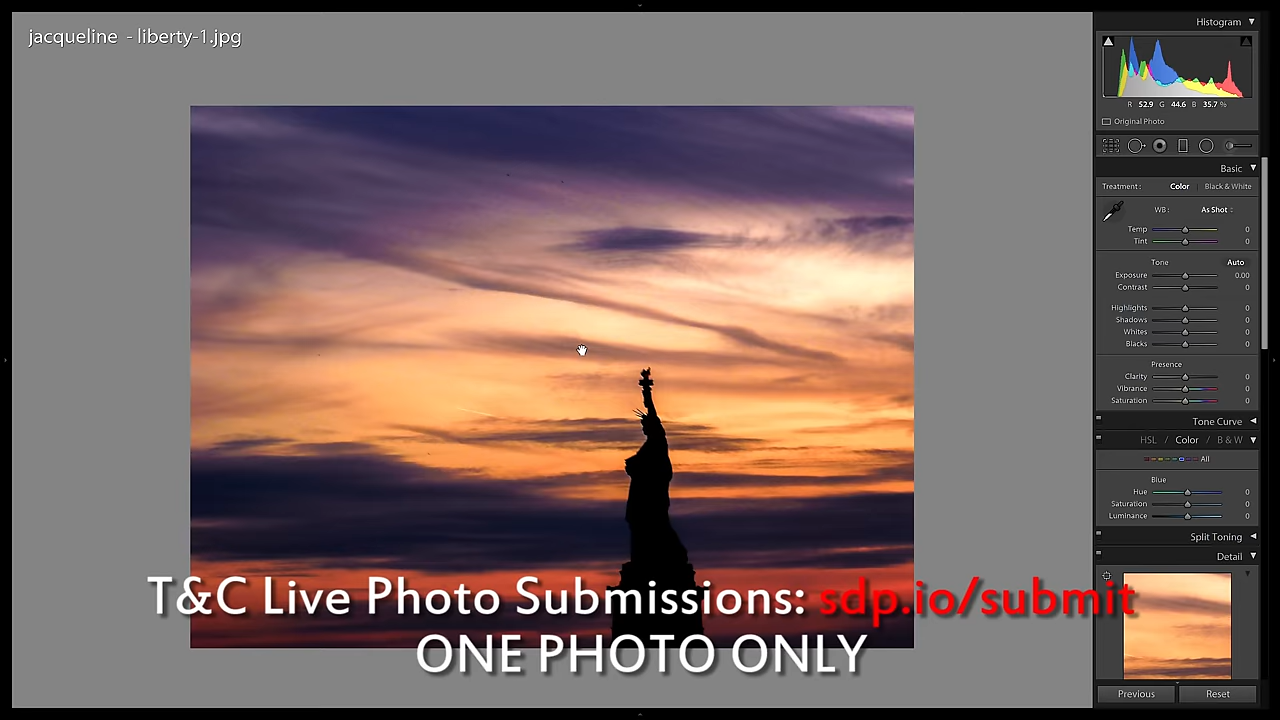 jacqueline - liberty-1.jpg
Histogram
R 52.9 G 44.6 B 35.7 %
Original Photo
Basic
Treatment : Color Black & White
WB : As Shot
Temp 0
Tint 0
Tone Auto
Exposure 0.00
Contrast 0
Highlights 0
Shadows 0
Whites 0
Blacks 0
Presence
Clarity 0
Vibrance 0
Saturation 0
Tone Curve
HSL / Color / B & W
All
Blue
Hue 0
Saturation 0
Luminance 0
Split Toning
Detail
T&C Live Photo Submissions: sdp.io/submit
ONE PHOTO ONLY
Previous Reset